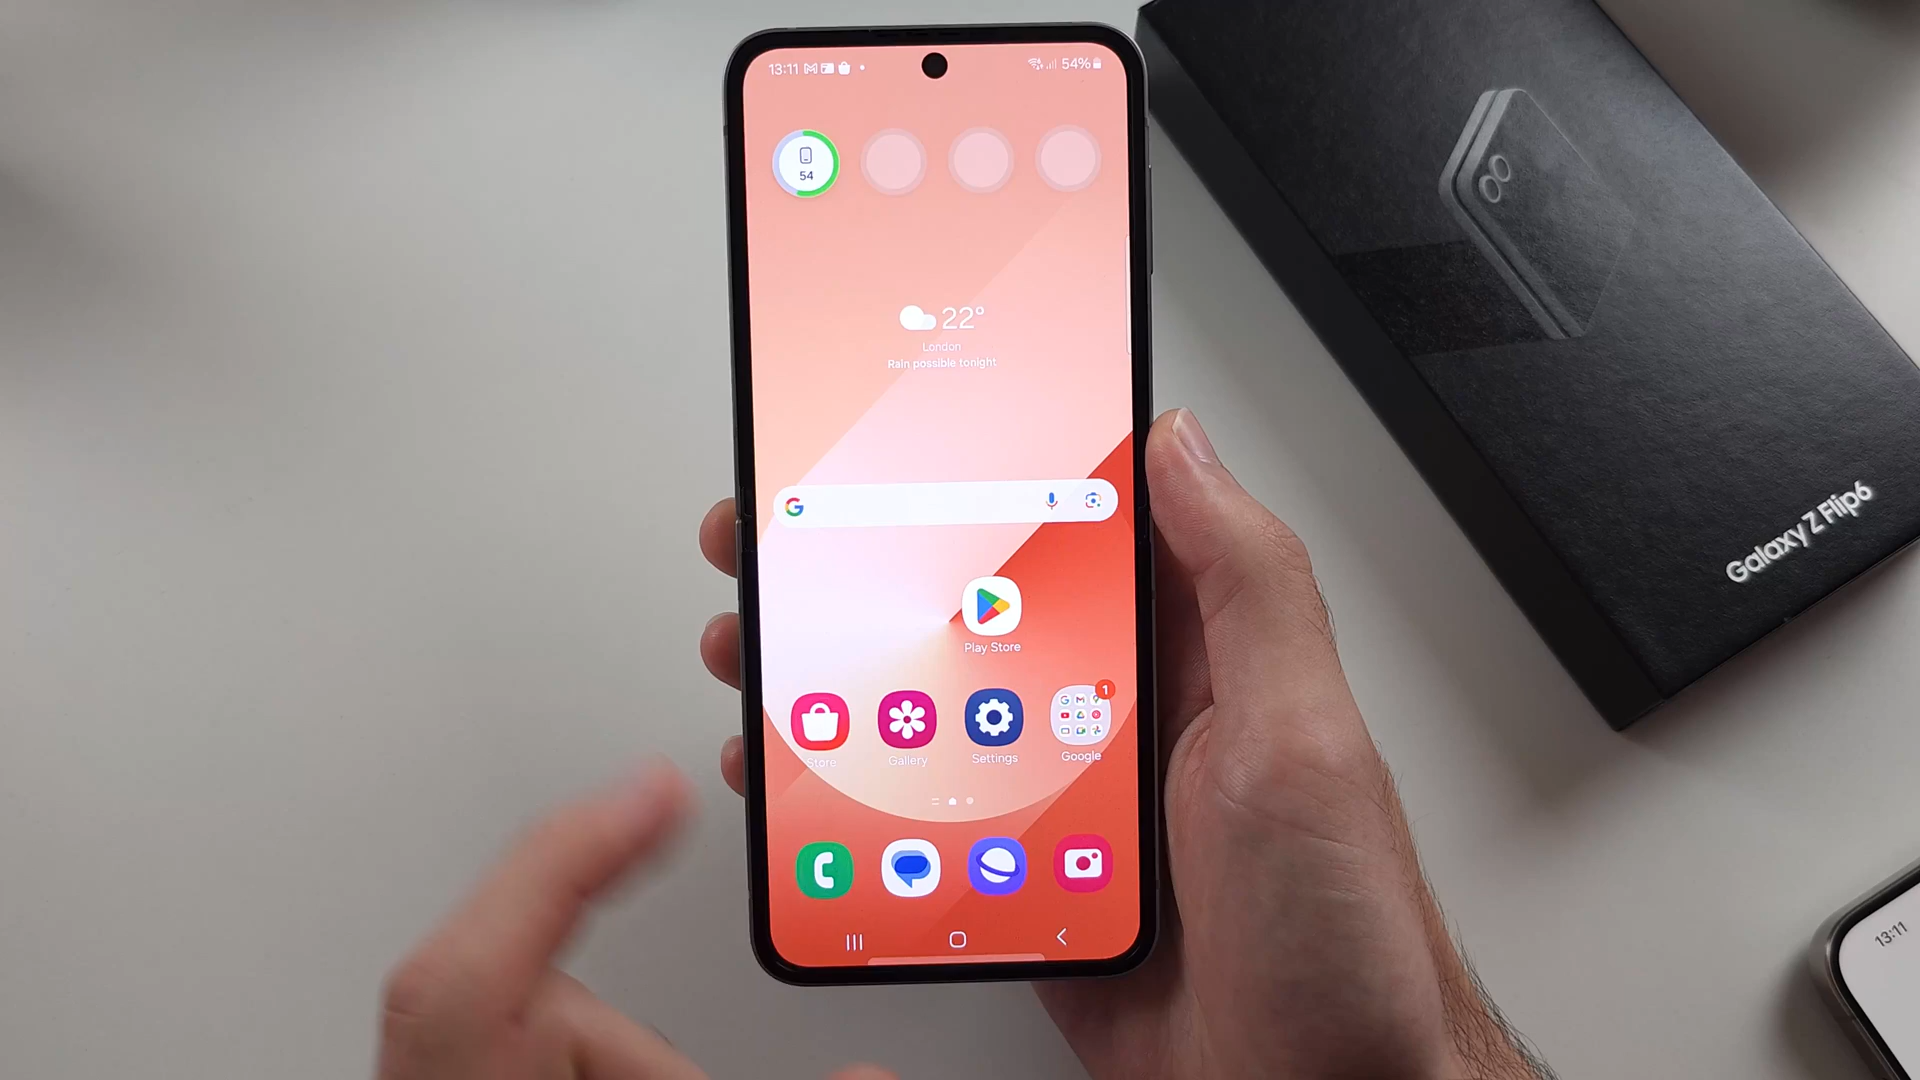 13:11
54%
54
22°
London
Rain possible tonight
Play Store
1
Store
Gallery
Settings
Google
Galaxy Z Flip6
13:11